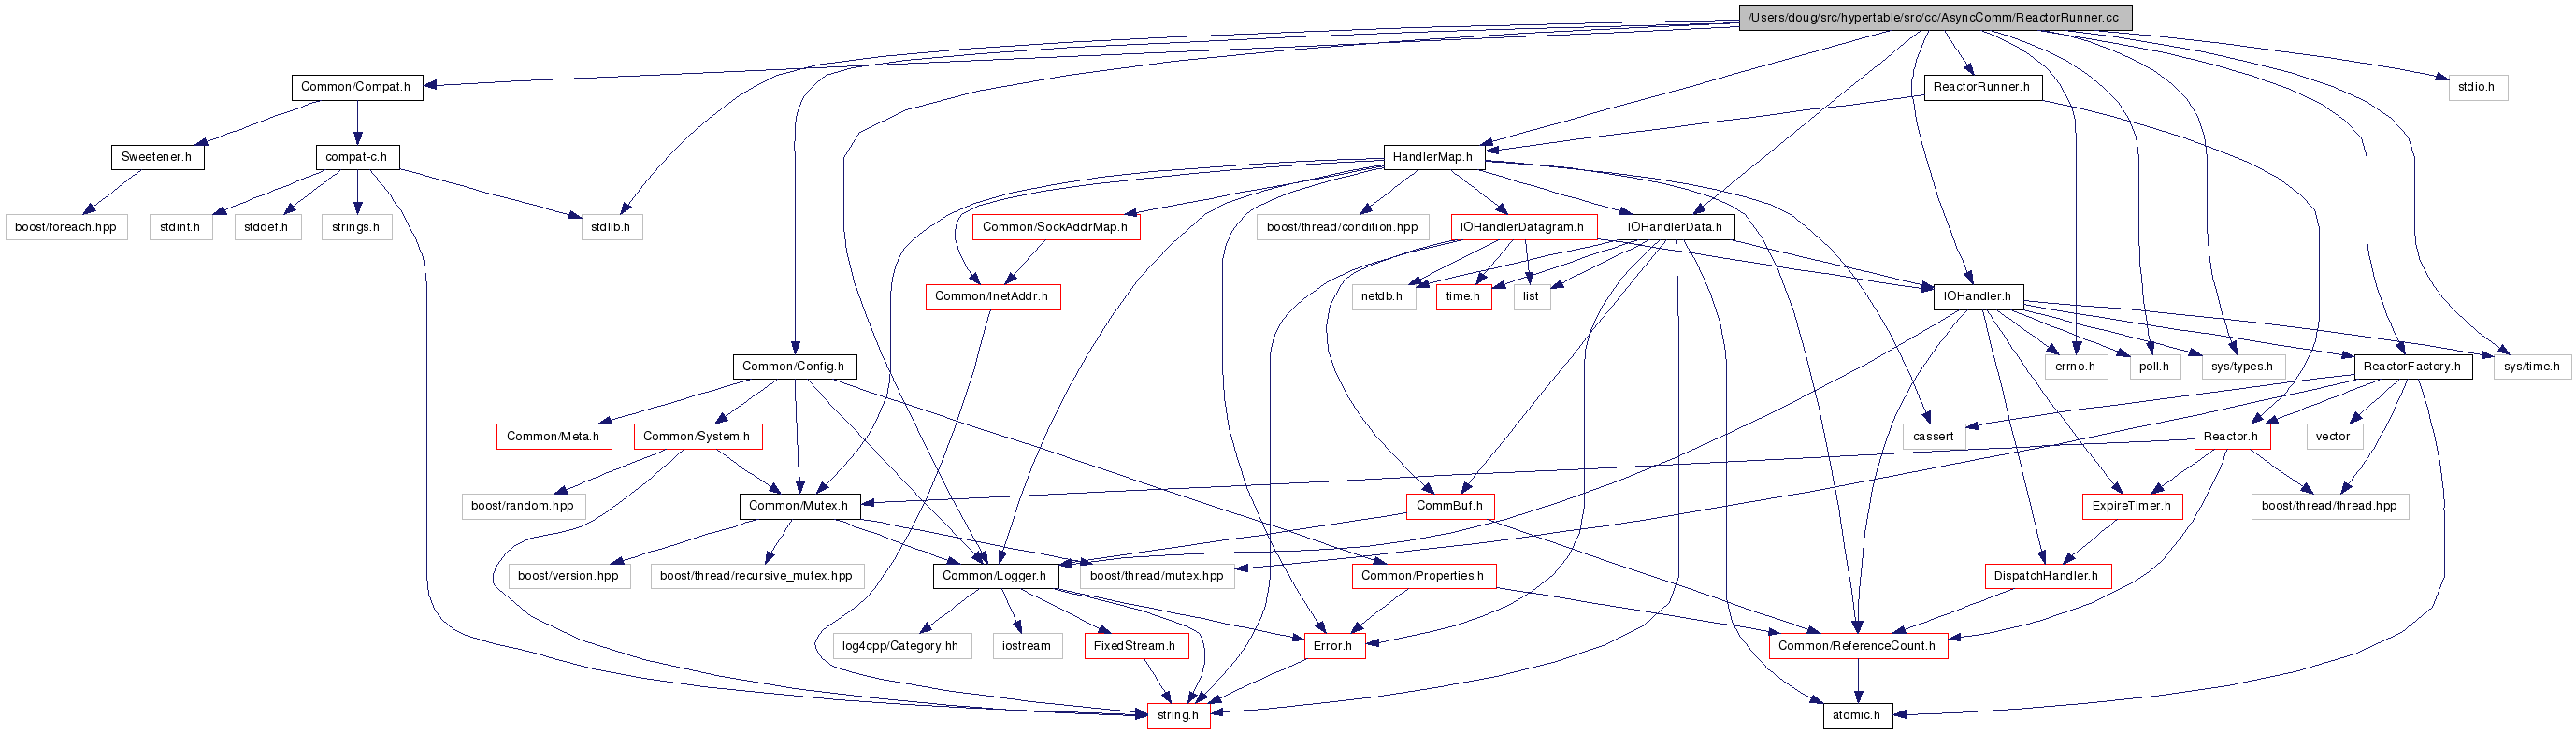 /Users/doug/src/hypertable/src/cc/AsyncComm/ReactorRunner.cc
Common/Compat.h
ReactorRunner.h
stdio.h
Sweetener.h
compat-c.h
HandlerMap.h
boost/foreach.hpp
stdint.h
stddef.h
strings.h
stdlib.h
Common/SockAddrMap.h
boost/thread/condition.hpp
IOHandlerDatagram.h
IOHandlerData.h
Common/InetAddr.h
netdb.h
time.h
list
IOHandler.h
Common/Config.h
errno.h
poll.h
sys/types.h
ReactorFactory.h
sys/time.h
Common/Meta.h
Common/System.h
cassert
Reactor.h
vector
boost/random.hpp
Common/Mutex.h
CommBuf.h
ExpireTimer.h
boost/thread/thread.hpp
boost/version.hpp
boost/thread/recursive_mutex.hpp
Common/Logger.h
boost/thread/mutex.hpp
Common/Properties.h
DispatchHandler.h
log4cpp/Category.hh
iostream
FixedStream.h
Error.h
Common/ReferenceCount.h
string.h
atomic.h